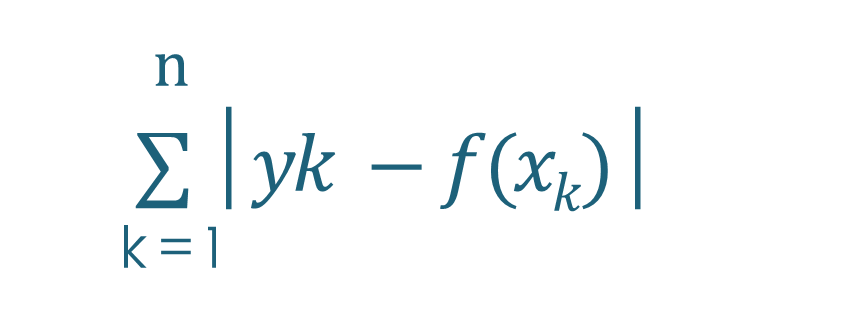 n
∑ | yk − f(xₖ) |
k = 1